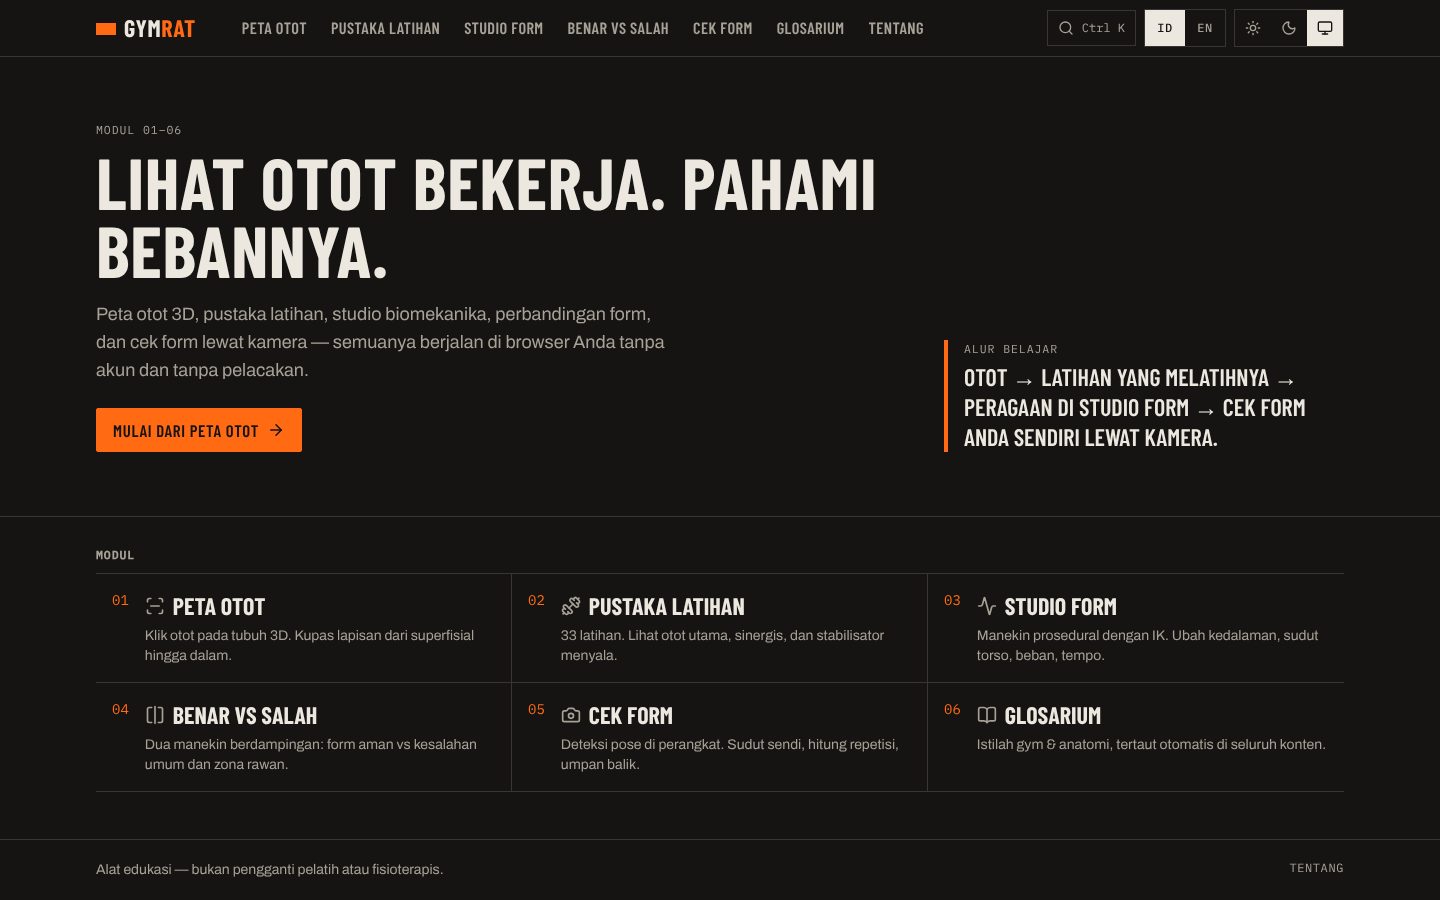 GYMRAT
PETA OTOT
PUSTAKA LATIHAN
STUDIO FORM
BENAR VS SALAH
CEK FORM
GLOSARIUM
TENTANG
Ctrl K
ID
EN
MODUL 01–06
LIHAT OTOT BEKERJA. PAHAMI
BEBANNYA.
Peta otot 3D, pustaka latihan, studio biomekanika, perbandingan form,
dan cek form lewat kamera — semuanya berjalan di browser Anda tanpa
akun dan tanpa pelacakan.
MULAI DARI PETA OTOT →
ALUR BELAJAR
OTOT → LATIHAN YANG MELATIHNYA →
PERAGAAN DI STUDIO FORM → CEK FORM
ANDA SENDIRI LEWAT KAMERA.
MODUL
01 PETA OTOT
Klik otot pada tubuh 3D. Kupas lapisan dari superfisial
hingga dalam.
02 PUSTAKA LATIHAN
33 latihan. Lihat otot utama, sinergis, dan stabilisator
menyala.
03 STUDIO FORM
Manekin prosedural dengan IK. Ubah kedalaman, sudut
torso, beban, tempo.
04 BENAR VS SALAH
Dua manekin berdampingan: form aman vs kesalahan
umum dan zona rawan.
05 CEK FORM
Deteksi pose di perangkat. Sudut sendi, hitung repetisi,
umpan balik.
06 GLOSARIUM
Istilah gym & anatomi, tertaut otomatis di seluruh konten.
Alat edukasi — bukan pengganti pelatih atau fisioterapis.
TENTANG